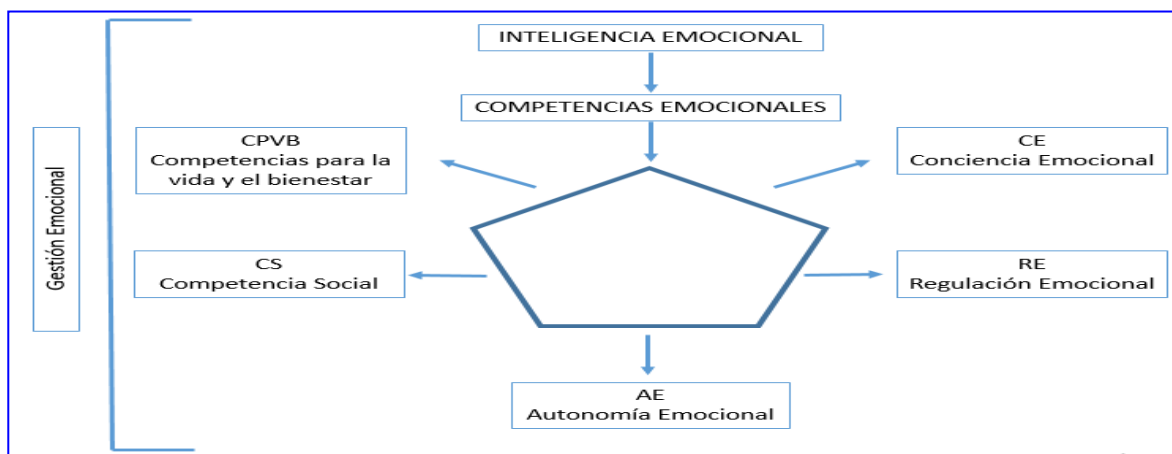 INTELIGENCIA EMOCIONAL
COMPETENCIAS EMOCIONALES
Gestión Emocional
CPVB
Competencias para la
vida y el bienestar
CE
Conciencia Emocional
CS
Competencia Social
RE
Regulación Emocional
AE
Autonomía Emocional